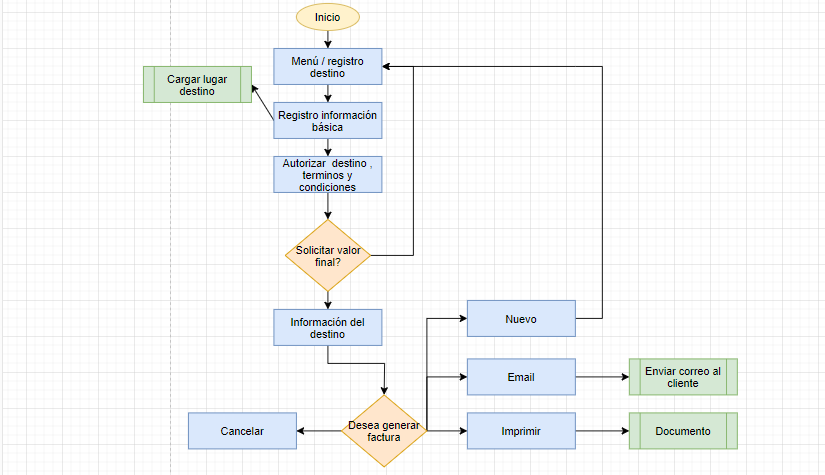 Inicio
Menú / registro
destino
Cargar lugar
destino
Registro información
básica
Autorizar destino ,
terminos y
condiciones
Solicitar valor
final?
Información del
destino
Nuevo
Email
Enviar correo al
cliente
Desea generar
factura
Cancelar
Imprimir
Documento